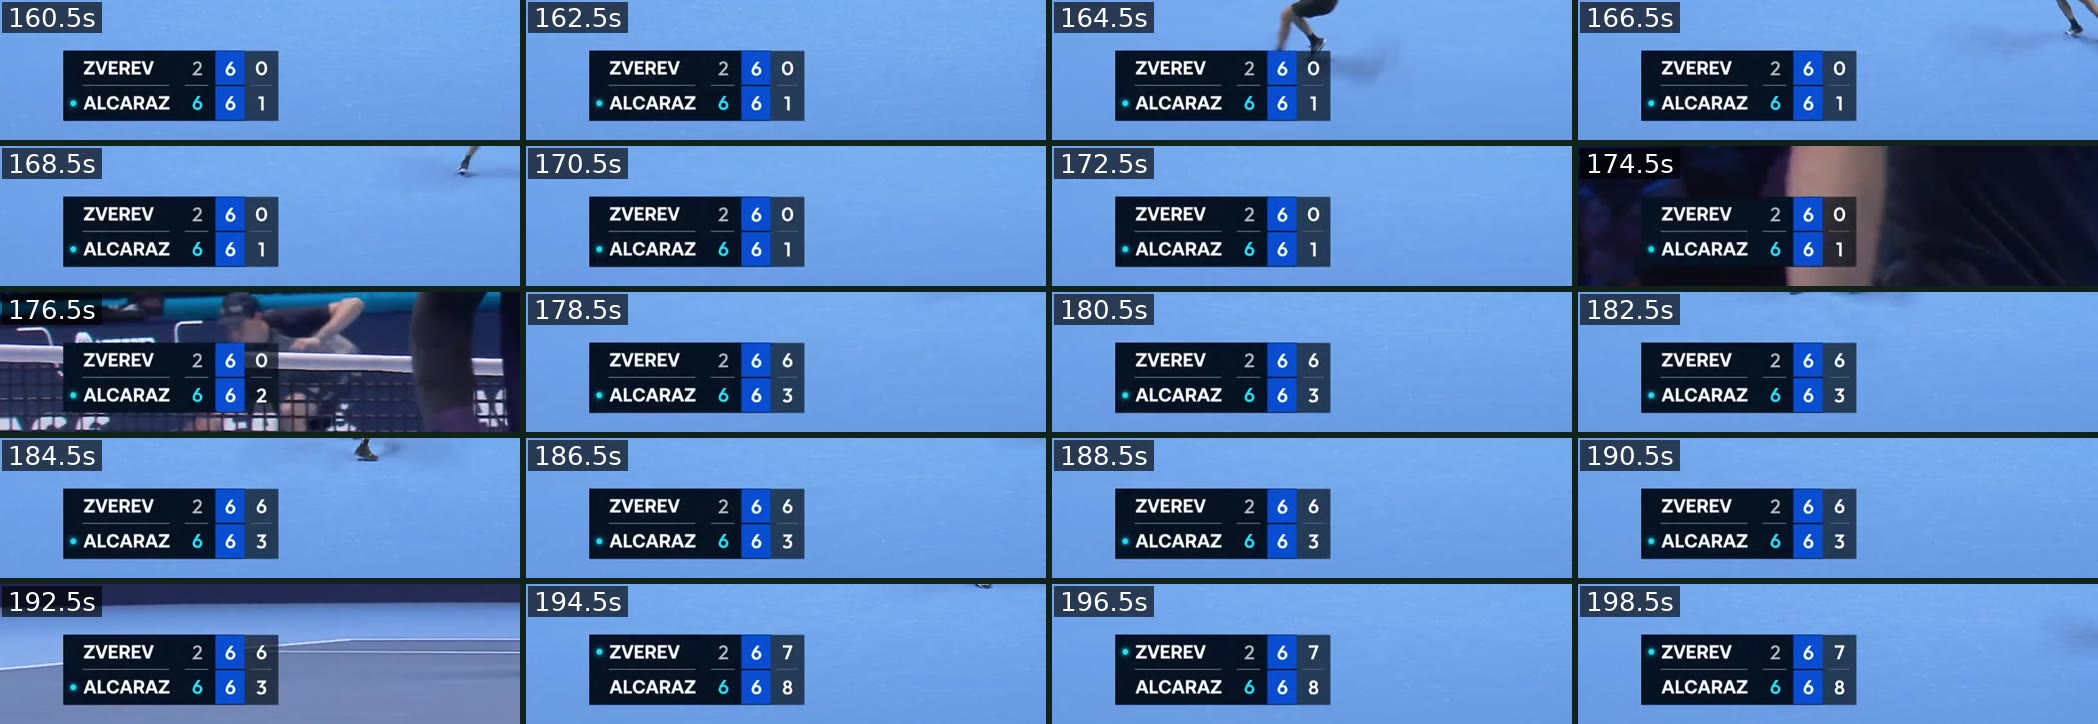 160.5s
ZVEREV 2 6 0
ALCARAZ 6 6 1
162.5s
ZVEREV 2 6 0
ALCARAZ 6 6 1
164.5s
ZVEREV 2 6 0
ALCARAZ 6 6 1
166.5s
ZVEREV 2 6 0
ALCARAZ 6 6 1
168.5s
ZVEREV 2 6 0
ALCARAZ 6 6 1
170.5s
ZVEREV 2 6 0
ALCARAZ 6 6 1
172.5s
ZVEREV 2 6 0
ALCARAZ 6 6 1
174.5s
ZVEREV 2 6 0
ALCARAZ 6 6 1
176.5s
ZVEREV 2 6 0
ALCARAZ 6 6 2
178.5s
ZVEREV 2 6 6
ALCARAZ 6 6 3
180.5s
ZVEREV 2 6 6
ALCARAZ 6 6 3
182.5s
ZVEREV 2 6 6
ALCARAZ 6 6 3
184.5s
ZVEREV 2 6 6
ALCARAZ 6 6 3
186.5s
ZVEREV 2 6 6
ALCARAZ 6 6 3
188.5s
ZVEREV 2 6 6
ALCARAZ 6 6 3
190.5s
ZVEREV 2 6 6
ALCARAZ 6 6 3
192.5s
ZVEREV 2 6 6
ALCARAZ 6 6 3
194.5s
ZVEREV 2 6 7
ALCARAZ 6 6 8
196.5s
ZVEREV 2 6 7
ALCARAZ 6 6 8
198.5s
ZVEREV 2 6 7
ALCARAZ 6 6 8